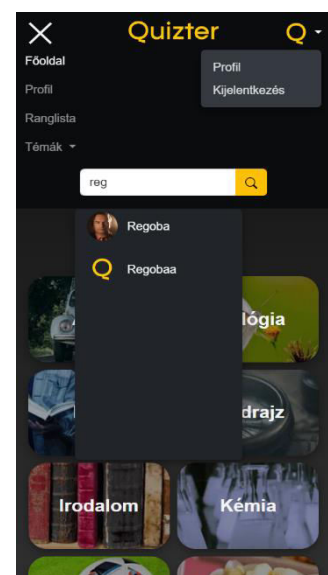 Quizter
Q
Főoldal
Profil
Kijelentkezés
Profil
Ranglista
Témák
reg
Regoba
Q Regobaa
lógia
drajz
Irodalom
Kémia